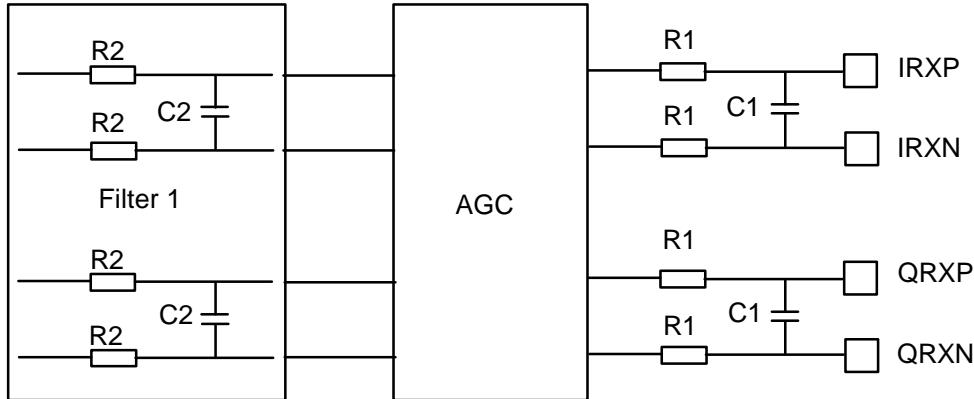 R2
R1
IRXP
C2
C1
R2
R1
IRXN
Filter 1
AGC
R2
R1
QRXP
C2
C1
R2
R1
QRXN